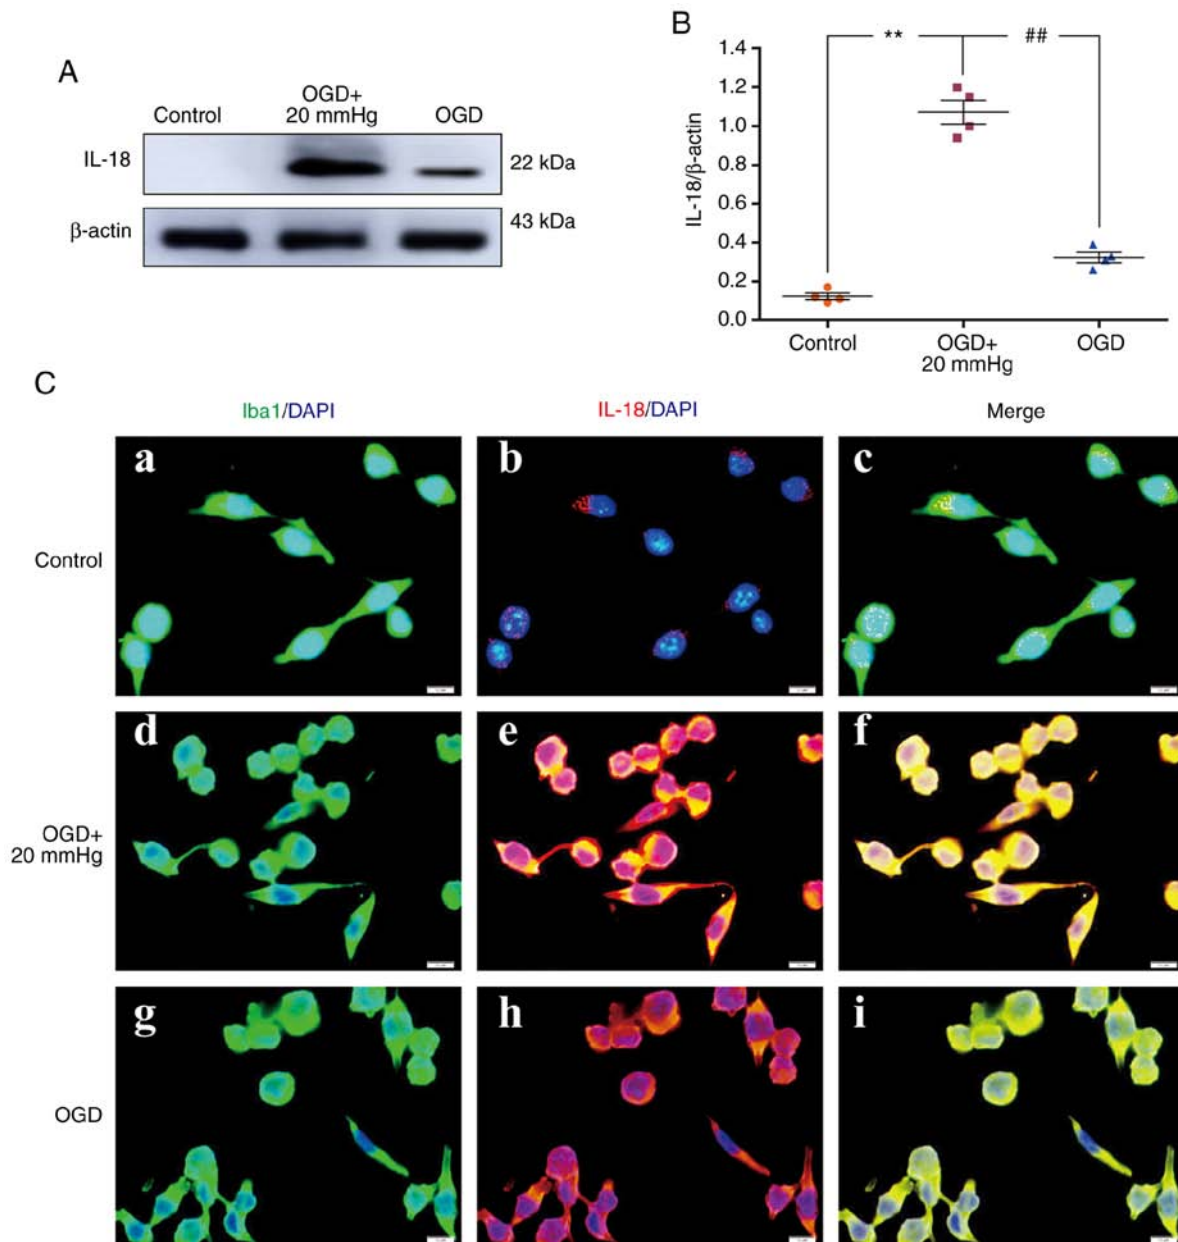 A
Control
OGD+
20 mmHg
OGD
IL-18
22 kDa
β-actin
43 kDa
B
**
##
1.4
1.2
1.0
0.8
0.6
0.4
0.2
0.0
IL-18/β-actin
Control
OGD+
20 mmHg
OGD
C
Iba1/DAPI
IL-18/DAPI
Merge
Control
a
b
c
OGD+
20 mmHg
d
e
f
OGD
g
h
i